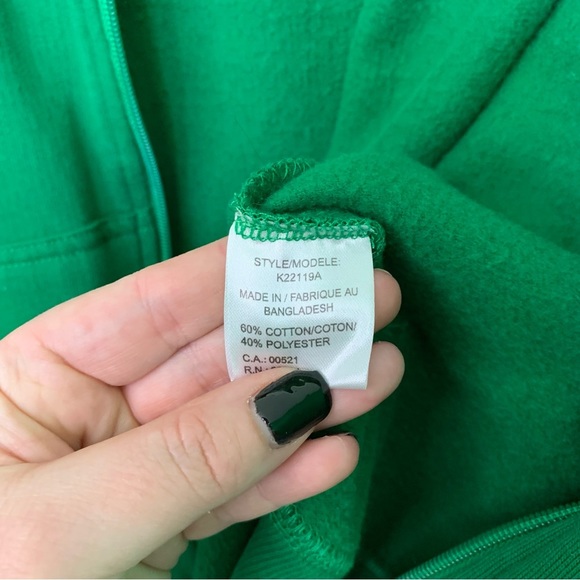 STYLE/MODELE:
K22119A
MADE IN / FABRIQUE AU
BANGLADESH
60% COTTON/COTON/
40% POLYESTER
C.A.: 00521
R.N.: